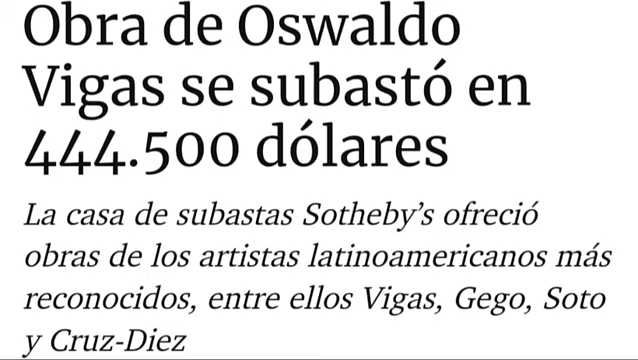 Obra de Oswaldo
Vigas se subastó en
444.500 dólares
La casa de subastas Sotheby’s ofreció
obras de los artistas latinoamericanos más
reconocidos, entre ellos Vigas, Gego, Soto
y Cruz-Diez